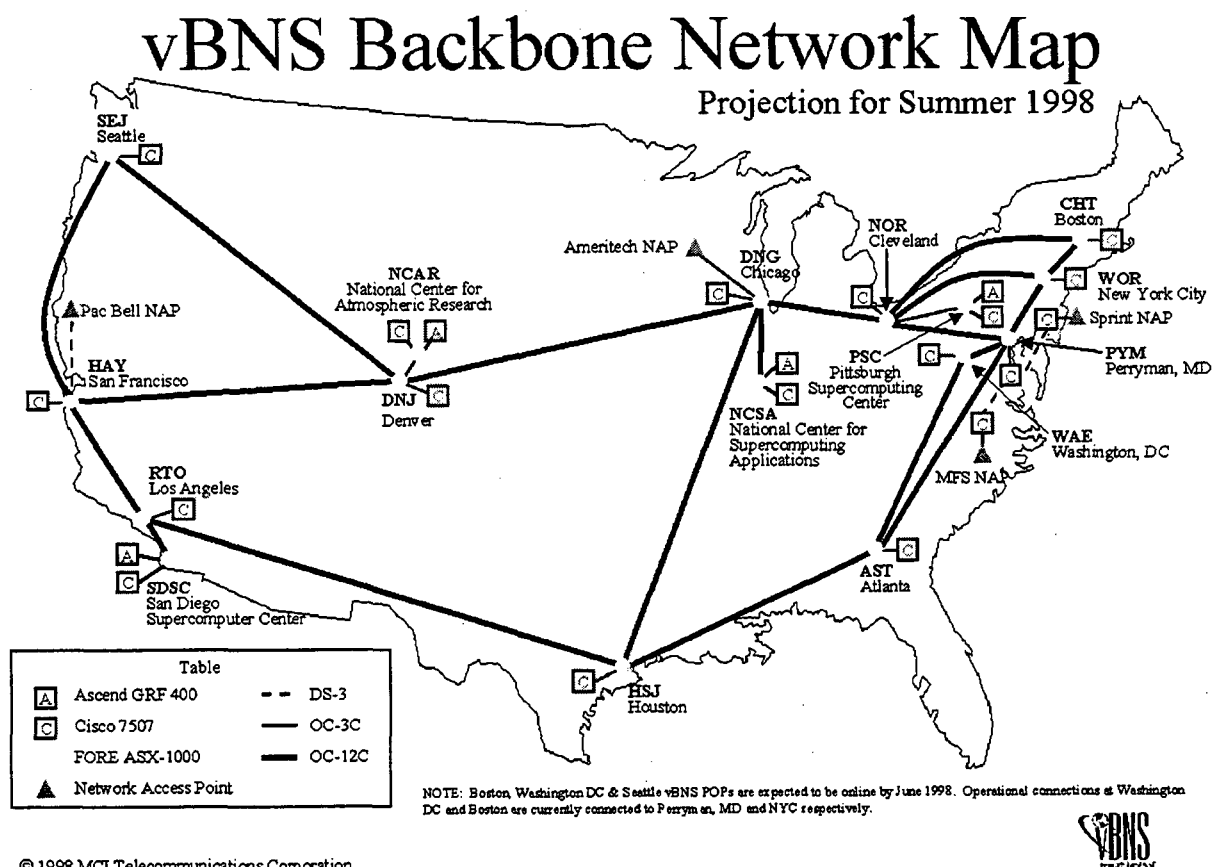 vBNS Backbone Network Map
Projection for Summer 1998
SEJ
Seattle
C
Pac Bell NAP
HAY
San Francisco
C
NCAR
National Center for
Atmospheric Research
C
A
C
DNJ
Denver
RTO
Los Angeles
C
A
C
SDSC
San Diego
Supercomputer Center
Ameritech NAP
DNG
Chicago
C
A
C
NCSA
National Center for
Supercomputing
Applications
NOR
Cleveland
C
CHT
Boston
C
WOR
New York City
C
A
C
PSC
Pittsburgh
Supercomputing
Center
C
Sprint NAP
PYM
Perryman, MD
C
C
C
WAE
Washington, DC
MFS NAP
AST
Atlanta
C
HSJ
Houston
C
Table
A Ascend GRF 400
C Cisco 7507
FORE ASX-1000
Network Access Point
DS-3
OC-3C
OC-12C
NOTE: Boston, Washington DC & Seattle vBNS POPs are expected to be online by June 1998. Operational connections at Washington
DC and Boston are currently connected to Perryman, MD and NYC respectively.
vBNS
© 1998 MCI Telecommunications Corporation